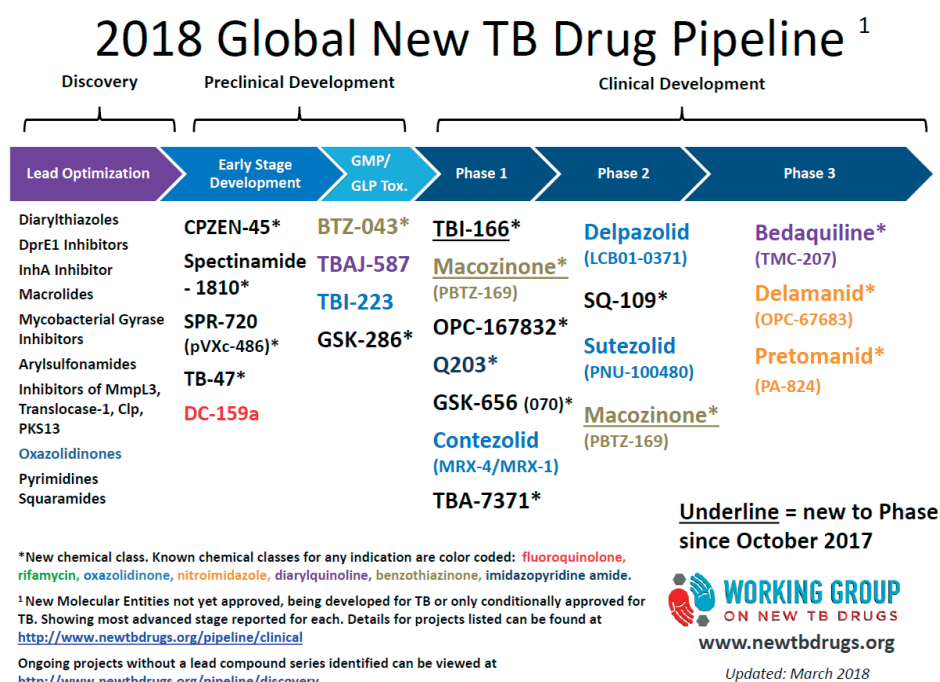 2018 Global New TB Drug Pipeline 1
Discovery
Preclinical Development
Clinical Development
Lead Optimization
Early Stage
Development
GMP/
GLP Tox.
Phase 1
Phase 2
Phase 3
Diarylthiazoles
DprE1 Inhibitors
InhA Inhibitor
Macrolides
Mycobacterial Gyrase
Inhibitors
Arylsulfonamides
Inhibitors of MmpL3,
Translocase-1, Clp,
PKS13
Oxazolidinones
Pyrimidines
Squaramides
CPZEN-45*
Spectinamide
- 1810*
SPR-720
(pVXc-486)*
TB-47*
DC-159a
BTZ-043*
TBAJ-587
TBI-223
GSK-286*
TBI-166*
Macozinone*
(PBTZ-169)
OPC-167832*
Q203*
GSK-656 (070)*
Contezolid
(MRX-4/MRX-1)
TBA-7371*
Delpazolid
(LCB01-0371)
SQ-109*
Sutezolid
(PNU-100480)
Macozinone*
(PBTZ-169)
Bedaquiline*
(TMC-207)
Delamanid*
(OPC-67683)
Pretomanid*
(PA-824)
Underline = new to Phase
since October 2017
*New chemical class. Known chemical classes for any indication are color coded: fluoroquinolone,
rifamycin, oxazolidinone, nitroimidazole, diarylquinoline, benzothiazinone, imidazopyridine amide.
1 New Molecular Entities not yet approved, being developed for TB or only conditionally approved for
TB. Showing most advanced stage reported for each. Details for projects listed can be found at
http://www.newtbdrugs.org/pipeline/clinical
Ongoing projects without a lead compound series identified can be viewed at
http://www.newtbdrugs.org/pipeline/discovery
WORKING GROUP
ON NEW TB DRUGS
www.newtbdrugs.org
Updated: March 2018